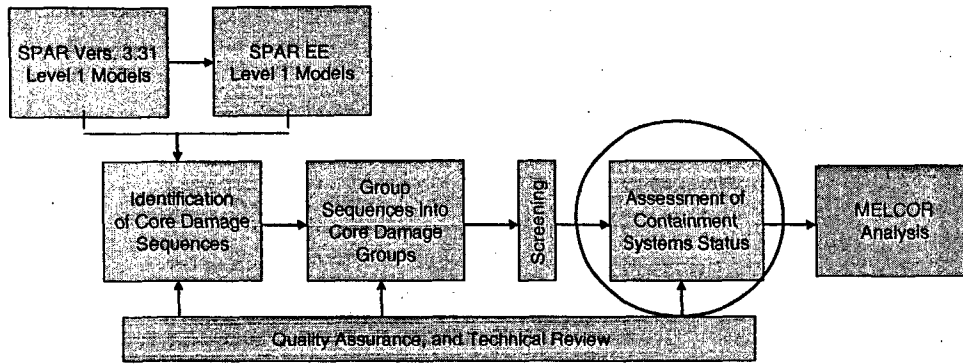 SPAR Vers. 3.31
Level 1 Models
SPAR EE
Level 1 Models
Identification
of Core Damage
Sequences
Group
Sequences Into
Core Damage
Groups
Screening
Assessment of
Containment
Systems Status
MELCOR
Analysis
Quality Assurance, and Technical Review